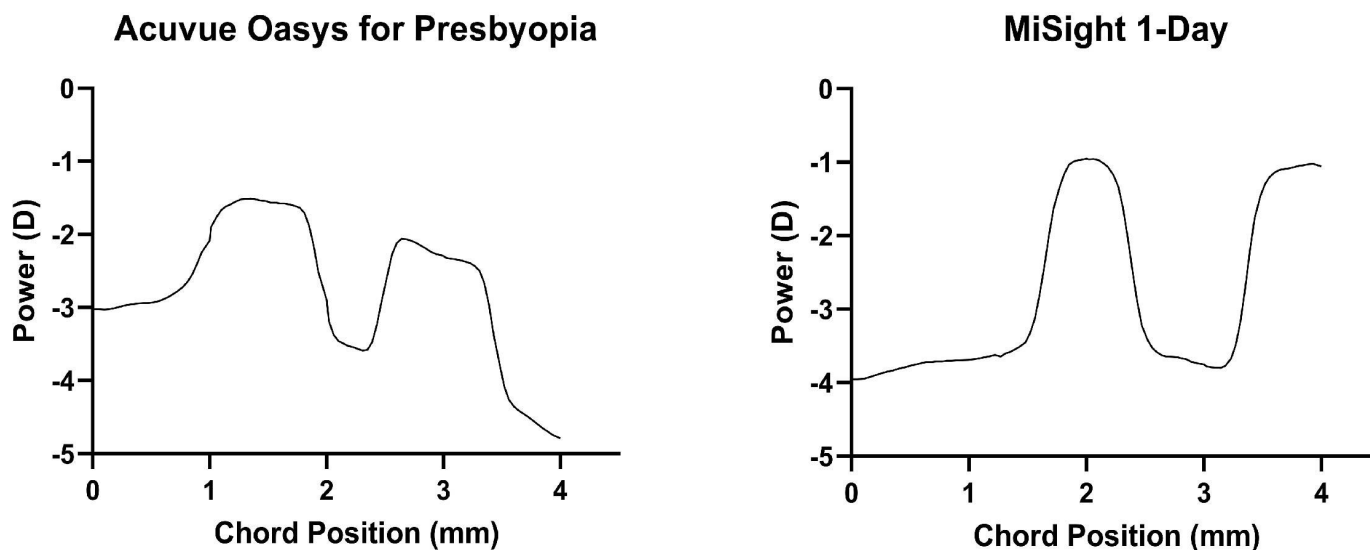 Acuvue Oasys for Presbyopia
0
-1
-2
-3
-4
-5
Power (D)
0 1 2 3 4
Chord Position (mm)
MiSight 1-Day
0
-1
-2
-3
-4
-5
Power (D)
0 1 2 3 4
Chord Position (mm)